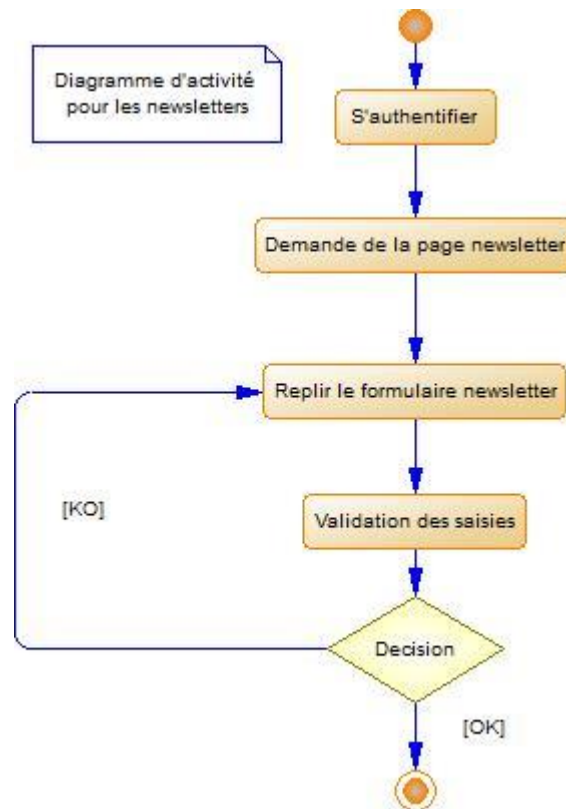 Diagramme d'activité
pour les newsletters
S'authentifier
Demande de la page newsletter
Replir le formulaire newsletter
[KO]
Validation des saisies
Decision
[OK]